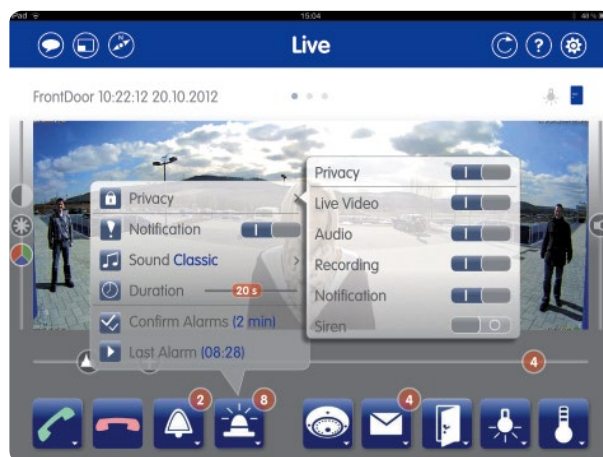 iPad
15:04
48 %
N
Live
?
FrontDoor 10:22:12 20.10.2012
Privacy
Notification
Sound Classic
Duration
20 s
Confirm Alarms (2 min)
Last Alarm (08:28)
Privacy
Live Video
Audio
Recording
Notification
Siren
4
2
8
4